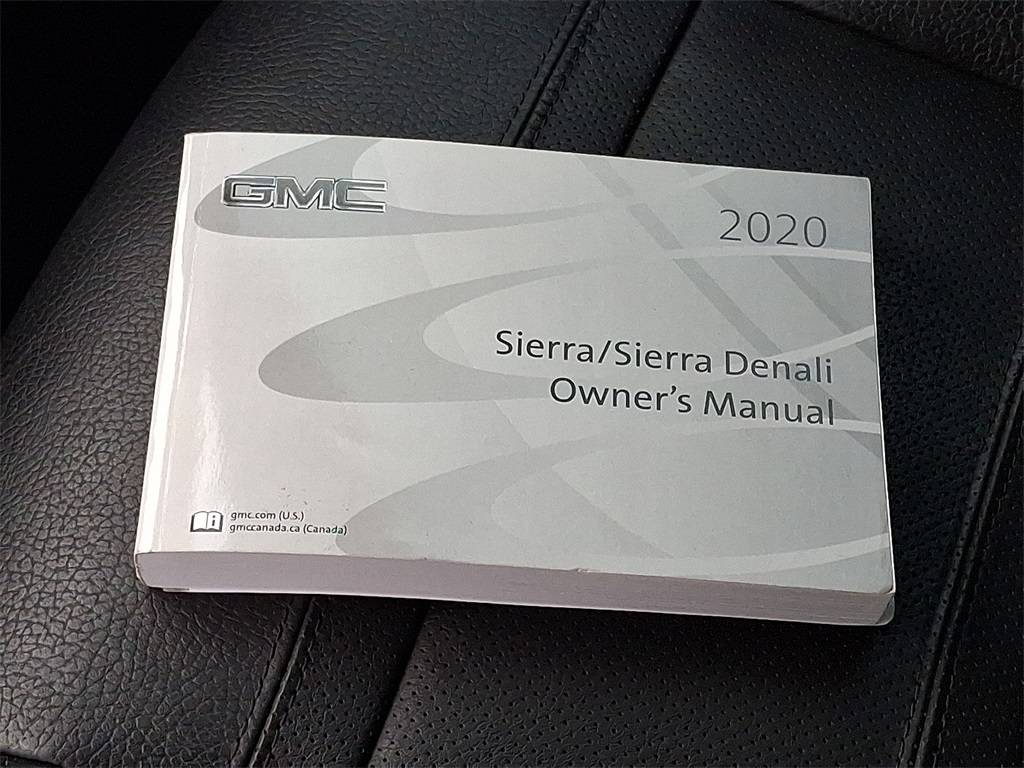 GMC
2020
Sierra/Sierra Denali
Owner's Manual
gmc.com (U.S.)
gmccanada.ca (Canada)